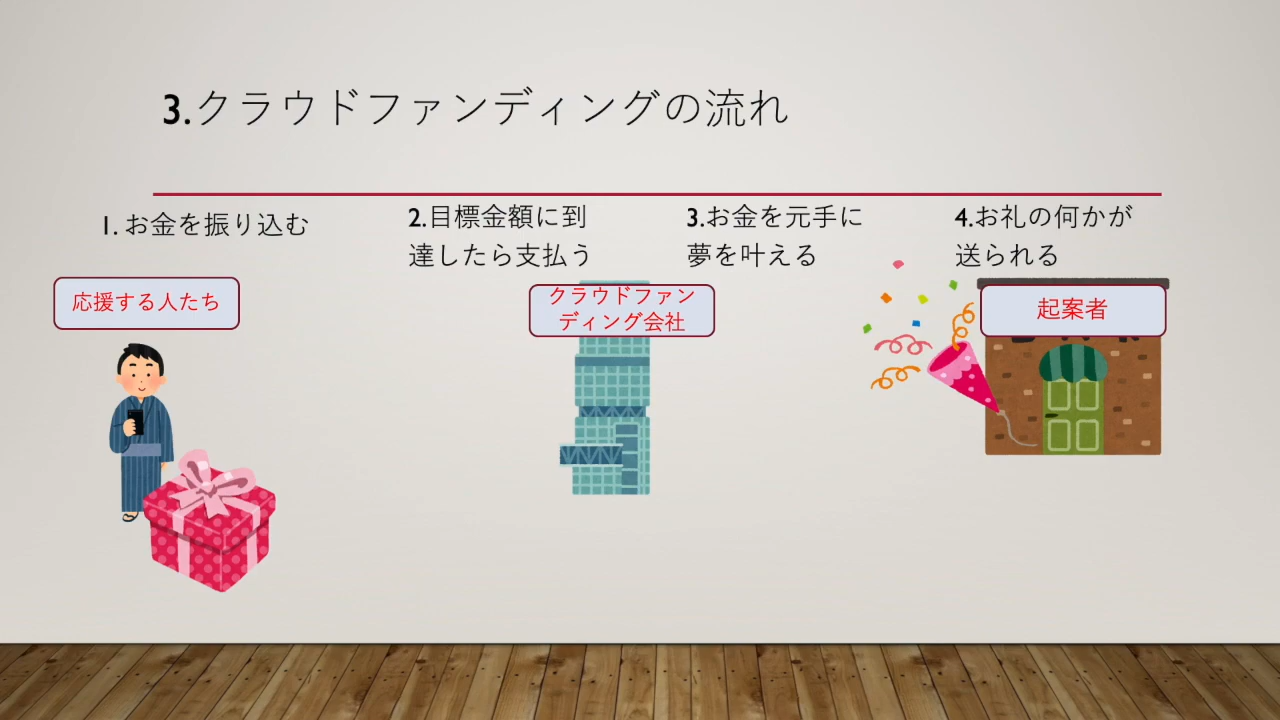 3.クラウドファンディングの流れ
1. お金を振り込む
2.目標金額に到
達したら支払う
3.お金を元手に
夢を叶える
4.お礼の何かが
送られる
応援する人たち
クラウドファン
ディング会社
起案者